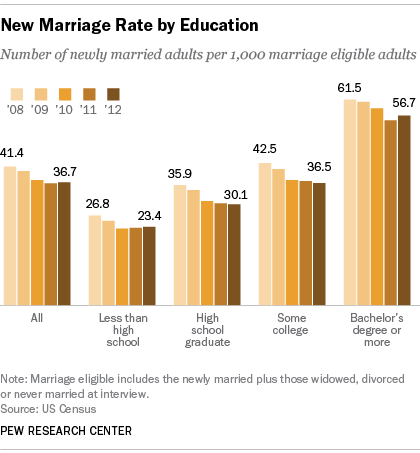 New Marriage Rate by Education
Number of newly married adults per 1,000 marriage eligible adults
'08 '09 '10 '11 '12
41.4
36.7
26.8
23.4
35.9
30.1
42.5
36.5
61.5
56.7
All
Less than
high
school
High
school
graduate
Some
college
Bachelor's
degree or
more
Note: Marriage eligible includes the newly married plus those widowed, divorced
or never married at interview.
Source: US Census
PEW RESEARCH CENTER